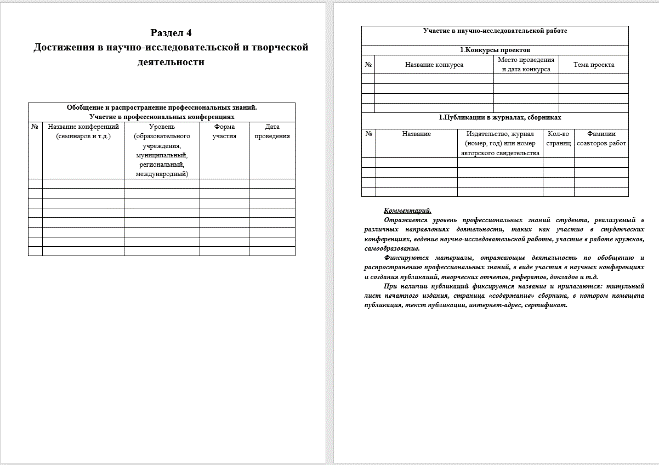 Раздел 4
Достижения в научно-исследовательской и творческой
деятельности
Обобщение и распространение профессиональных знаний.
Участие в профессиональных конференциях
№ Название конференций (семинаров и т.д.) Уровень (образовательного учреждения, муниципальный, региональный, международный) Форма участия Дата проведения
Участие в научно-исследовательской работе
1.Конкурсы проектов
№ Название конкурса Место проведения и дата конкурса Тема проекта
1.Публикации в журналах, сборниках
№ Название Издательство, журнал (номер, год) или номер авторского свидетельства Кол-во страниц Фамилии соавторов работ
Комментарий.
Отражается уровень профессиональных знаний студента, реализуемый в
различных направлениях деятельности, таких как участие в студенческих
конференциях, ведение научно-исследовательской работы, участие в работе кружков,
самообразование.
Фиксируются материалы, отражающие деятельность по обобщению и
распространению профессиональных знаний, в виде участия в научных конференциях
и создания публикаций, творческих отчетов, рефератов, докладов и т.д.
При наличии публикаций фиксируется название и прилагаются: титульный
лист печатного издания, страница «содержание» сборника, в котором помещена
публикация, текст публикации, интернет-адрес, сертификат.